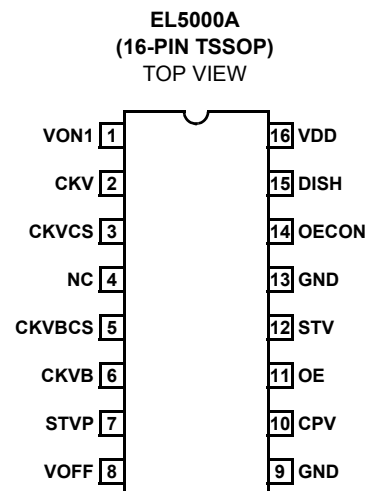 EL5000A
(16-PIN TSSOP)
TOP VIEW
VON1 1 16 VDD
CKV 2 15 DISH
CKVCS 3 14 OECON
NC 4 13 GND
CKVBCS 5 12 STV
CKVB 6 11 OE
STVP 7 10 CPV
VOFF 8 9 GND